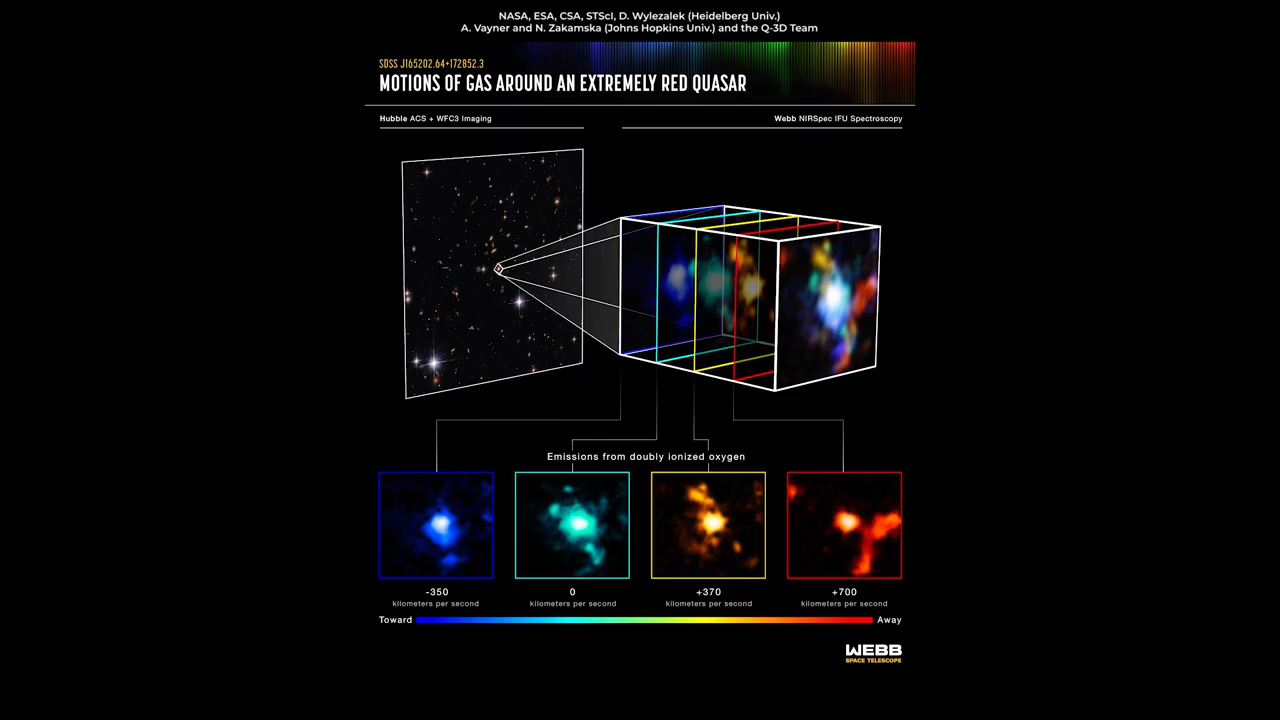 NASA, ESA, CSA, STScI, D. Wylezalek (Heidelberg Univ.)
A. Vayner and N. Zakamska (Johns Hopkins Univ.) and the Q-3D Team
SDSS J165202.64+172852.3
MOTIONS OF GAS AROUND AN EXTREMELY RED QUASAR
Hubble ACS + WFC3 Imaging
Webb NIRSpec IFU Spectroscopy
Emissions from doubly ionized oxygen
-350
kilometers per second
0
kilometers per second
+370
kilometers per second
+700
kilometers per second
Toward
Away
WEBB
SPACE TELESCOPE